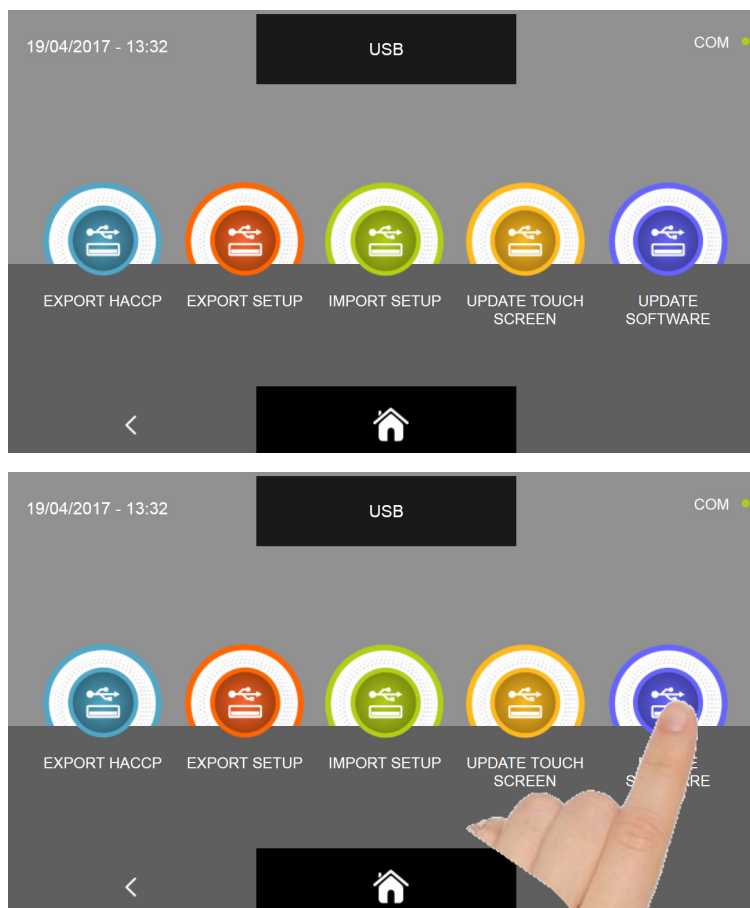 19/04/2017 - 13:32
USB
COM
EXPORT HACCP
EXPORT SETUP
IMPORT SETUP
UPDATE TOUCH
SCREEN
UPDATE
SOFTWARE
19/04/2017 - 13:32
USB
COM
EXPORT HACCP
EXPORT SETUP
IMPORT SETUP
UPDATE TOUCH
SCREEN